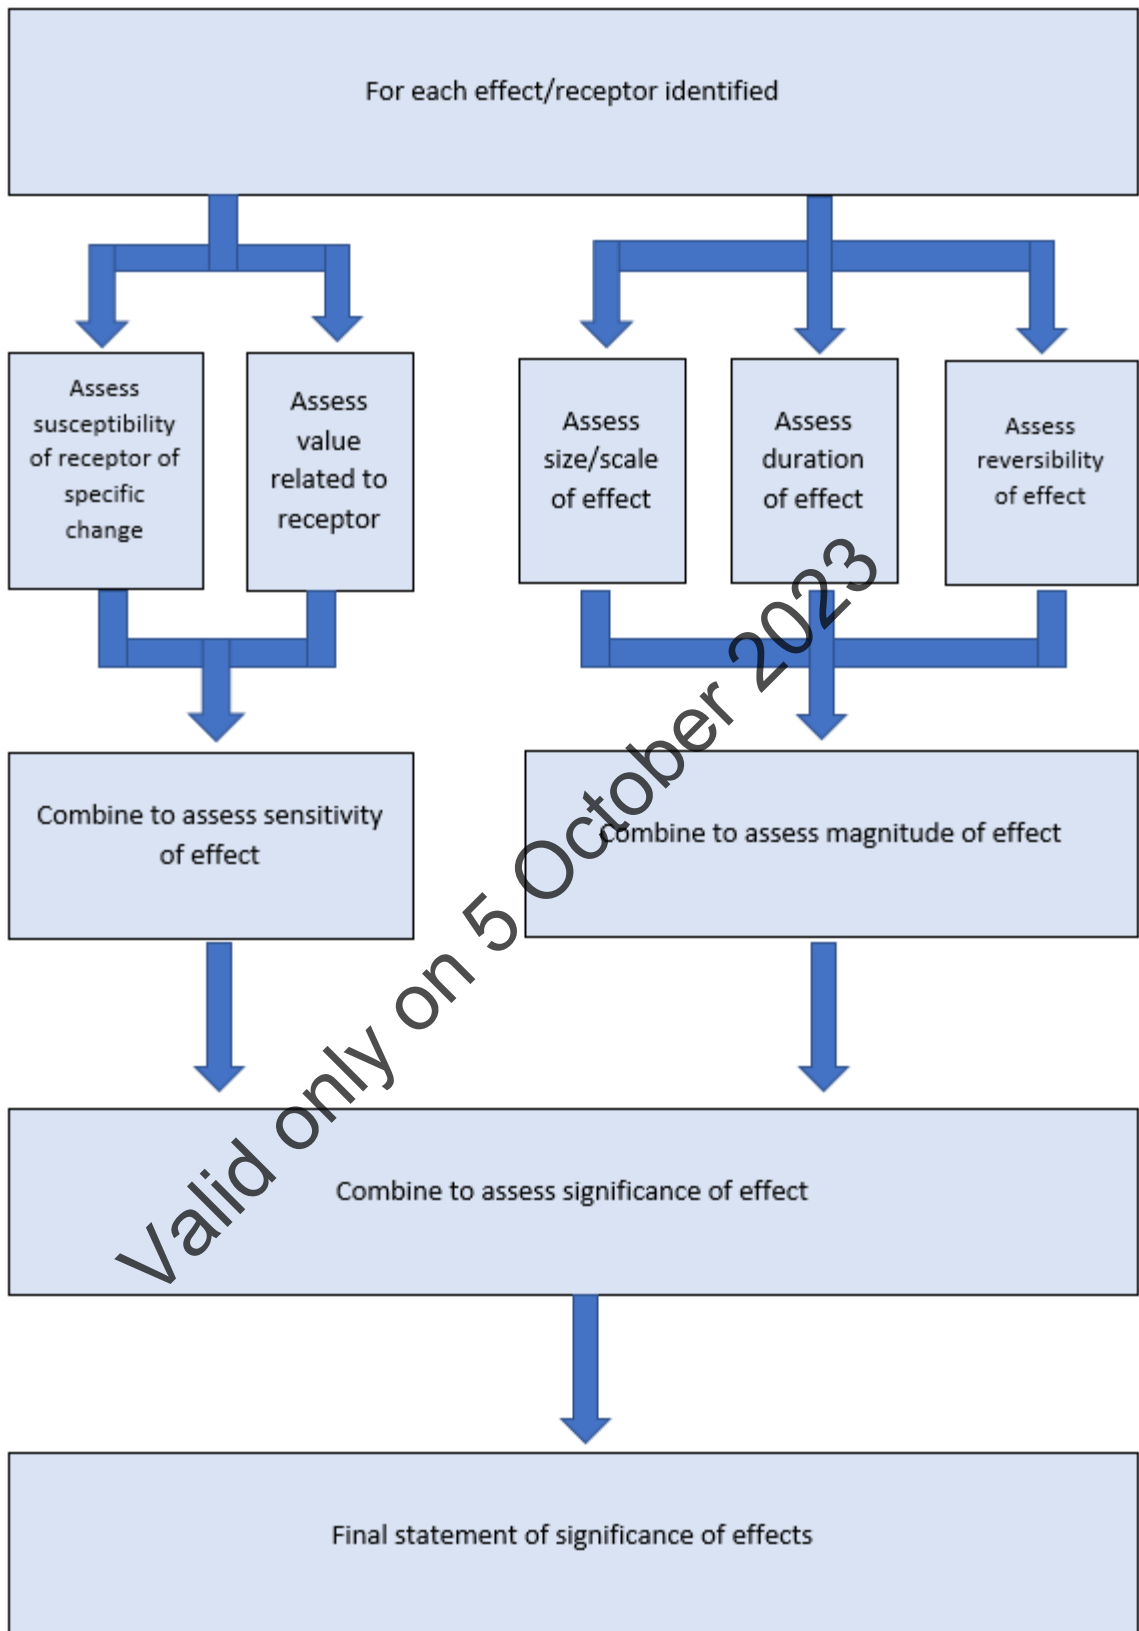 For each effect/receptor identified
Assess
susceptibility
of receptor of
specific
change
Assess
value
related to
receptor
Assess
size/scale
of effect
Assess
duration
of effect
Assess
reversibility
of effect
Combine to assess sensitivity
of effect
Combine to assess magnitude of effect
Combine to assess significance of effect
Final statement of significance of effects
Valid only on 5 October 2023